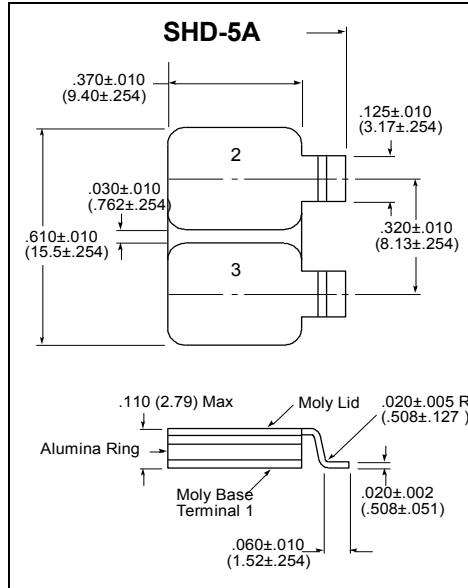 SHD-5A
.370±.010
(9.40±.254)
.125±.010
(3.17±.254)
2
.030±.010
(.762±.254)
.320±.010
(8.13±.254)
.610±.010
(15.5±.254)
3
.110 (2.79) Max
Moly Lid
.020±.005 R
(.508±.127 )
Alumina Ring
Moly Base
Terminal 1
.020±.002
(.508±.051)
.060±.010
(1.52±.254)